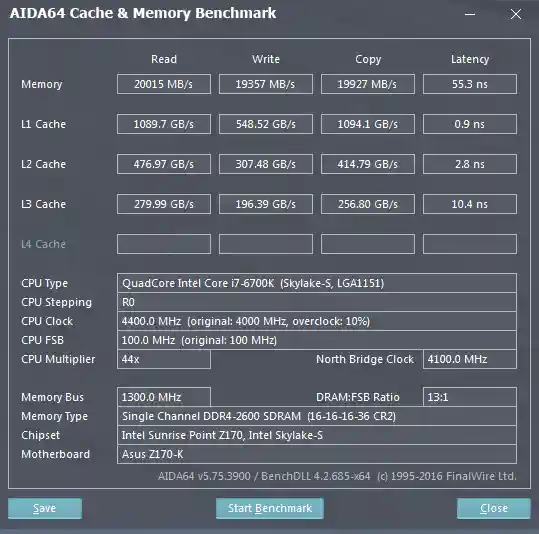 AIDA64 Cache & Memory Benchmark
Read Write Copy Latency
Memory 20015 MB/s 19357 MB/s 19927 MB/s 55.3 ns
L1 Cache 1089.7 GB/s 548.52 GB/s 1094.1 GB/s 0.9 ns
L2 Cache 476.97 GB/s 307.48 GB/s 414.79 GB/s 2.8 ns
L3 Cache 279.99 GB/s 196.39 GB/s 256.80 GB/s 10.4 ns
L4 Cache
CPU Type QuadCore Intel Core i7-6700K (Skylake-S, LGA1151)
CPU Stepping R0
CPU Clock 4400.0 MHz (original: 4000 MHz, overclock: 10%)
CPU FSB 100.0 MHz (original: 100 MHz)
CPU Multiplier 44x North Bridge Clock 4100.0 MHz
Memory Bus 1300.0 MHz DRAM:FSB Ratio 13:1
Memory Type Single Channel DDR4-2600 SDRAM (16-16-16-36 CR2)
Chipset Intel Sunrise Point Z170, Intel Skylake-S
Motherboard Asus Z170-K
AIDA64 v5.75.3900 / BenchDLL 4.2.685-x64 (c) 1995-2016 FinalWire Ltd.
Save Start Benchmark Close